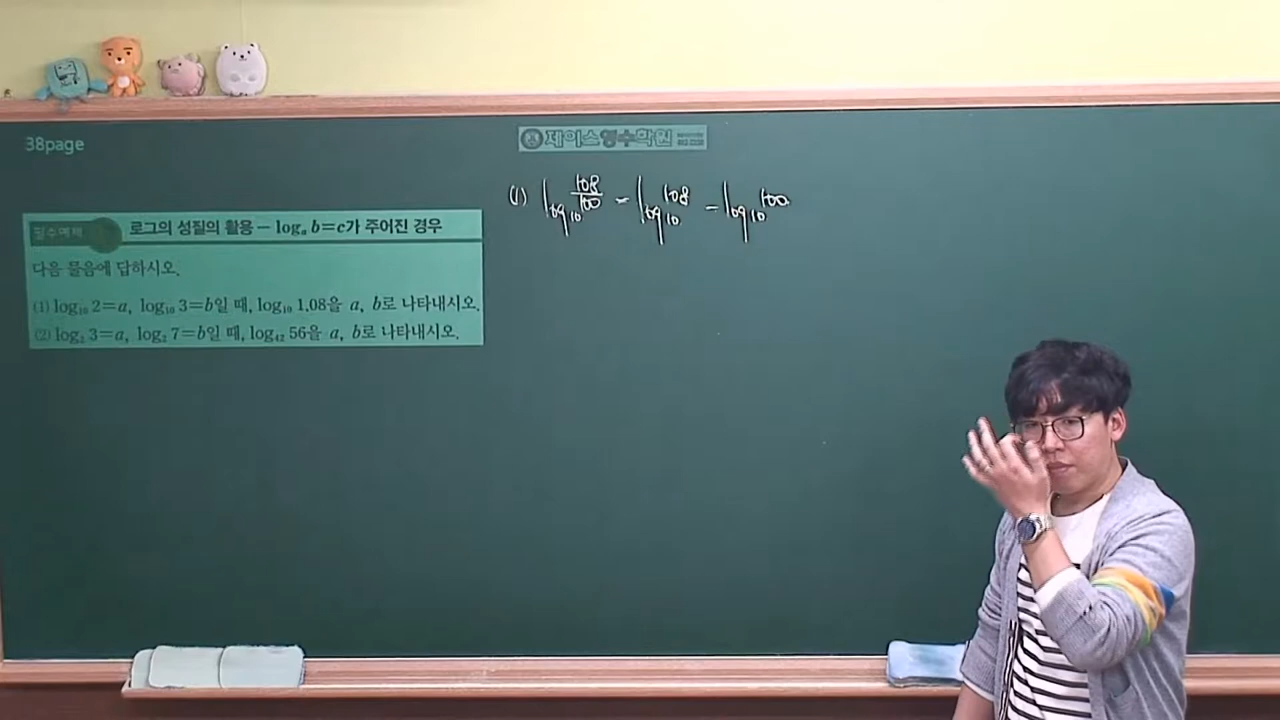 38page
제이스영수학원
(1) log₁₀ 108/100 = log₁₀ 108 - log₁₀ 100
필수예제 로그의 성질의 활용 - logₐ b=c가 주어진 경우
다음 물음에 답하시오.
(1) log₁₀ 2=a, log₁₀ 3=b일 때, log₁₀ 1.08을 a, b로 나타내시오.
(2) log₂ 3=a, log₂ 7=b일 때, log₄₂ 56을 a, b로 나타내시오.